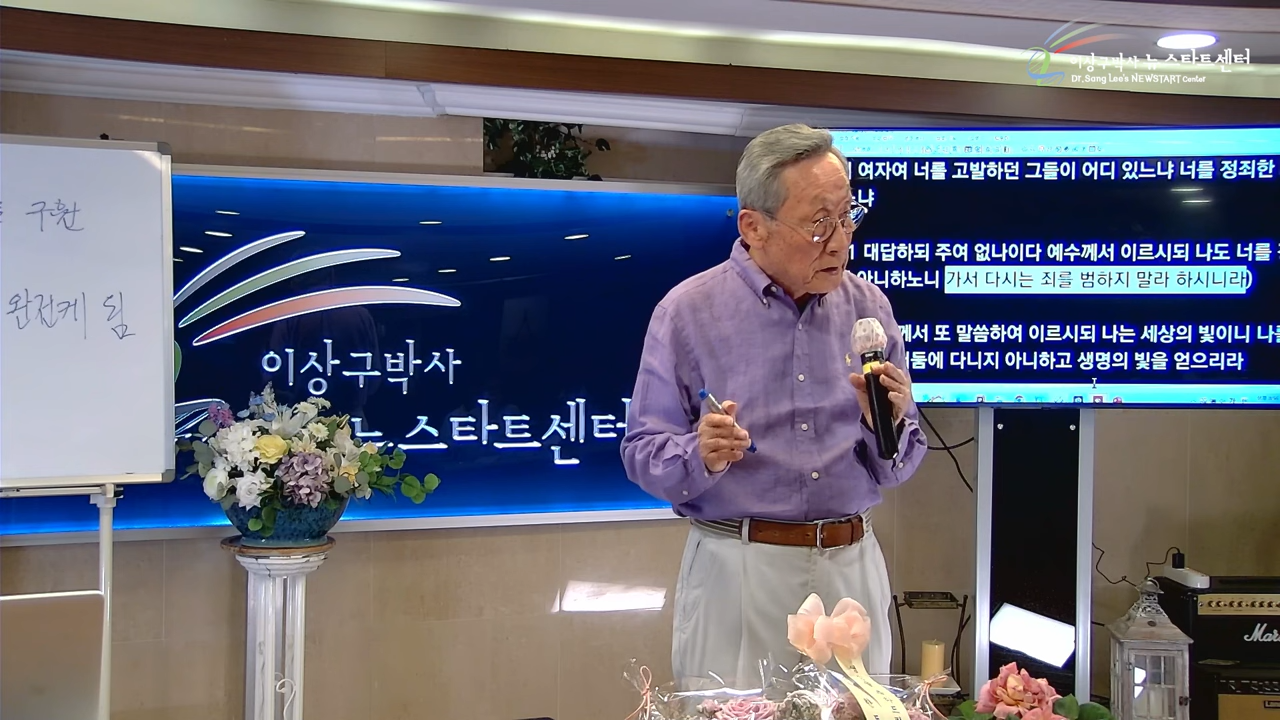 이상구박사 뉴스타트센터
Dr. Sang Lee's NEWSTART Center
구환
완전케 됨
이상구박사
뉴스타트센터
여자여 너를 고발하던 그들이 어디 있느냐 너를 정죄한
냐
1 대답하되 주여 없나이다 예수께서 이르시되 나도 너를
아니하노니 가서 다시는 죄를 범하지 말라 하시니라)
께서 또 말씀하여 이르시되 나는 세상의 빛이니
둠에 다니지 아니하고 생명의 빛을 얻으리라
Mar